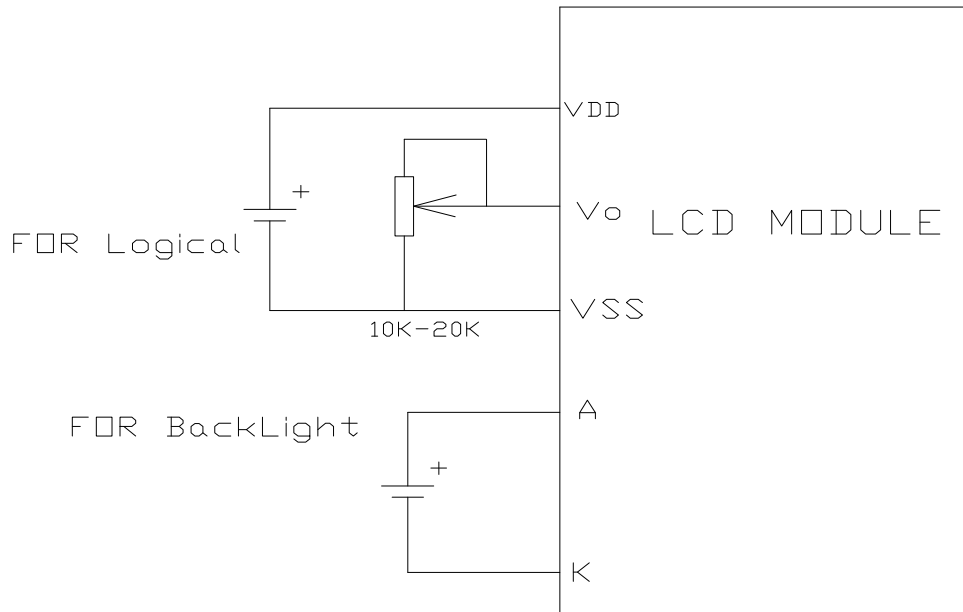 VDD
+
Vo
LCD MODULE
FOR Logical
VSS
10K-20K
A
FOR BackLight
+
K